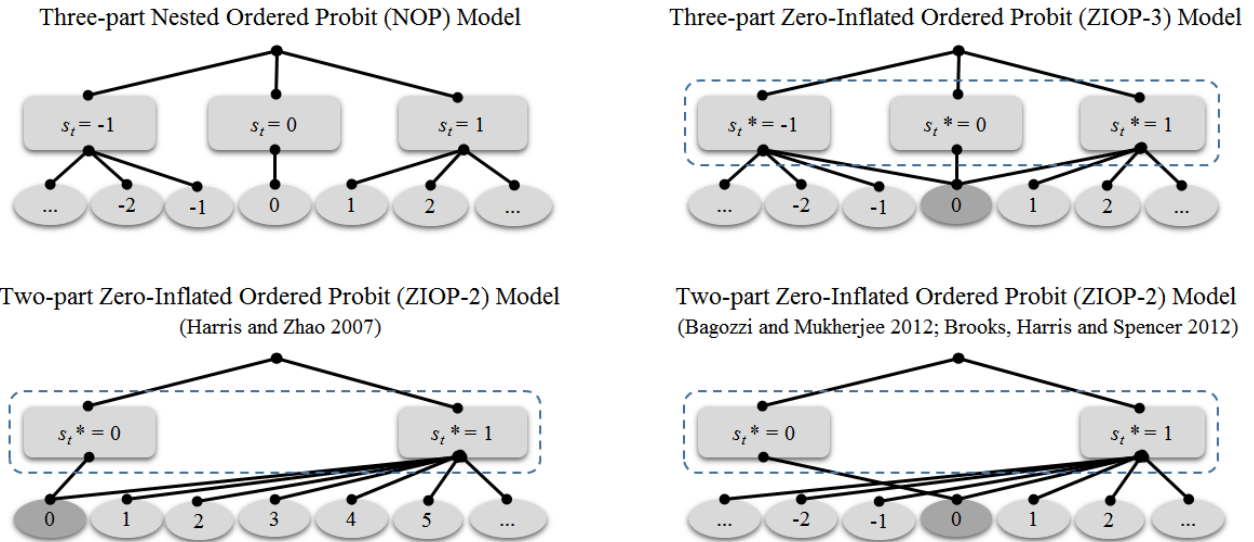 Three-part Nested Ordered Probit (NOP) Model
s_t = -1 s_t = 0 s_t = 1
... -2 -1 0 1 2 ...
Three-part Zero-Inflated Ordered Probit (ZIOP-3) Model
s_t * = -1 s_t * = 0 s_t * = 1
... -2 -1 0 1 2 ...
Two-part Zero-Inflated Ordered Probit (ZIOP-2) Model
(Harris and Zhao 2007)
s_t * = 0 s_t * = 1
0 1 2 3 4 5 ...
Two-part Zero-Inflated Ordered Probit (ZIOP-2) Model
(Bagozzi and Mukherjee 2012; Brooks, Harris and Spencer 2012)
s_t * = 0 s_t * = 1
... -2 -1 0 1 2 ...